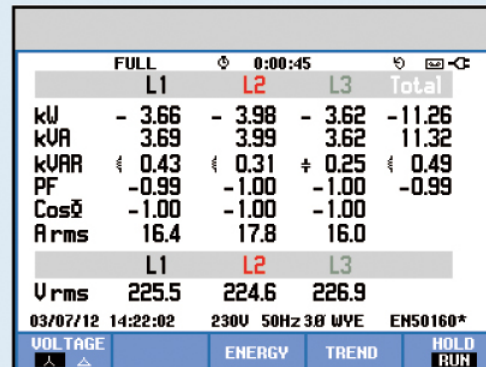 FULL 0:00:45
L1 L2 L3 Total
kW - 3.66 - 3.98 - 3.62 -11.26
kVA 3.69 3.99 3.62 11.32
kVAR 0.43 0.31 0.25 0.49
PF -0.99 -1.00 -1.00 -0.99
CosΦ -1.00 -1.00 -1.00
A rms 16.4 17.8 16.0
L1 L2 L3
V rms 225.5 224.6 226.9
03/07/12 14:22:02 230V 50Hz 3Ø WYE EN50160*
VOLTAGE ENERGY TREND HOLD
RUN